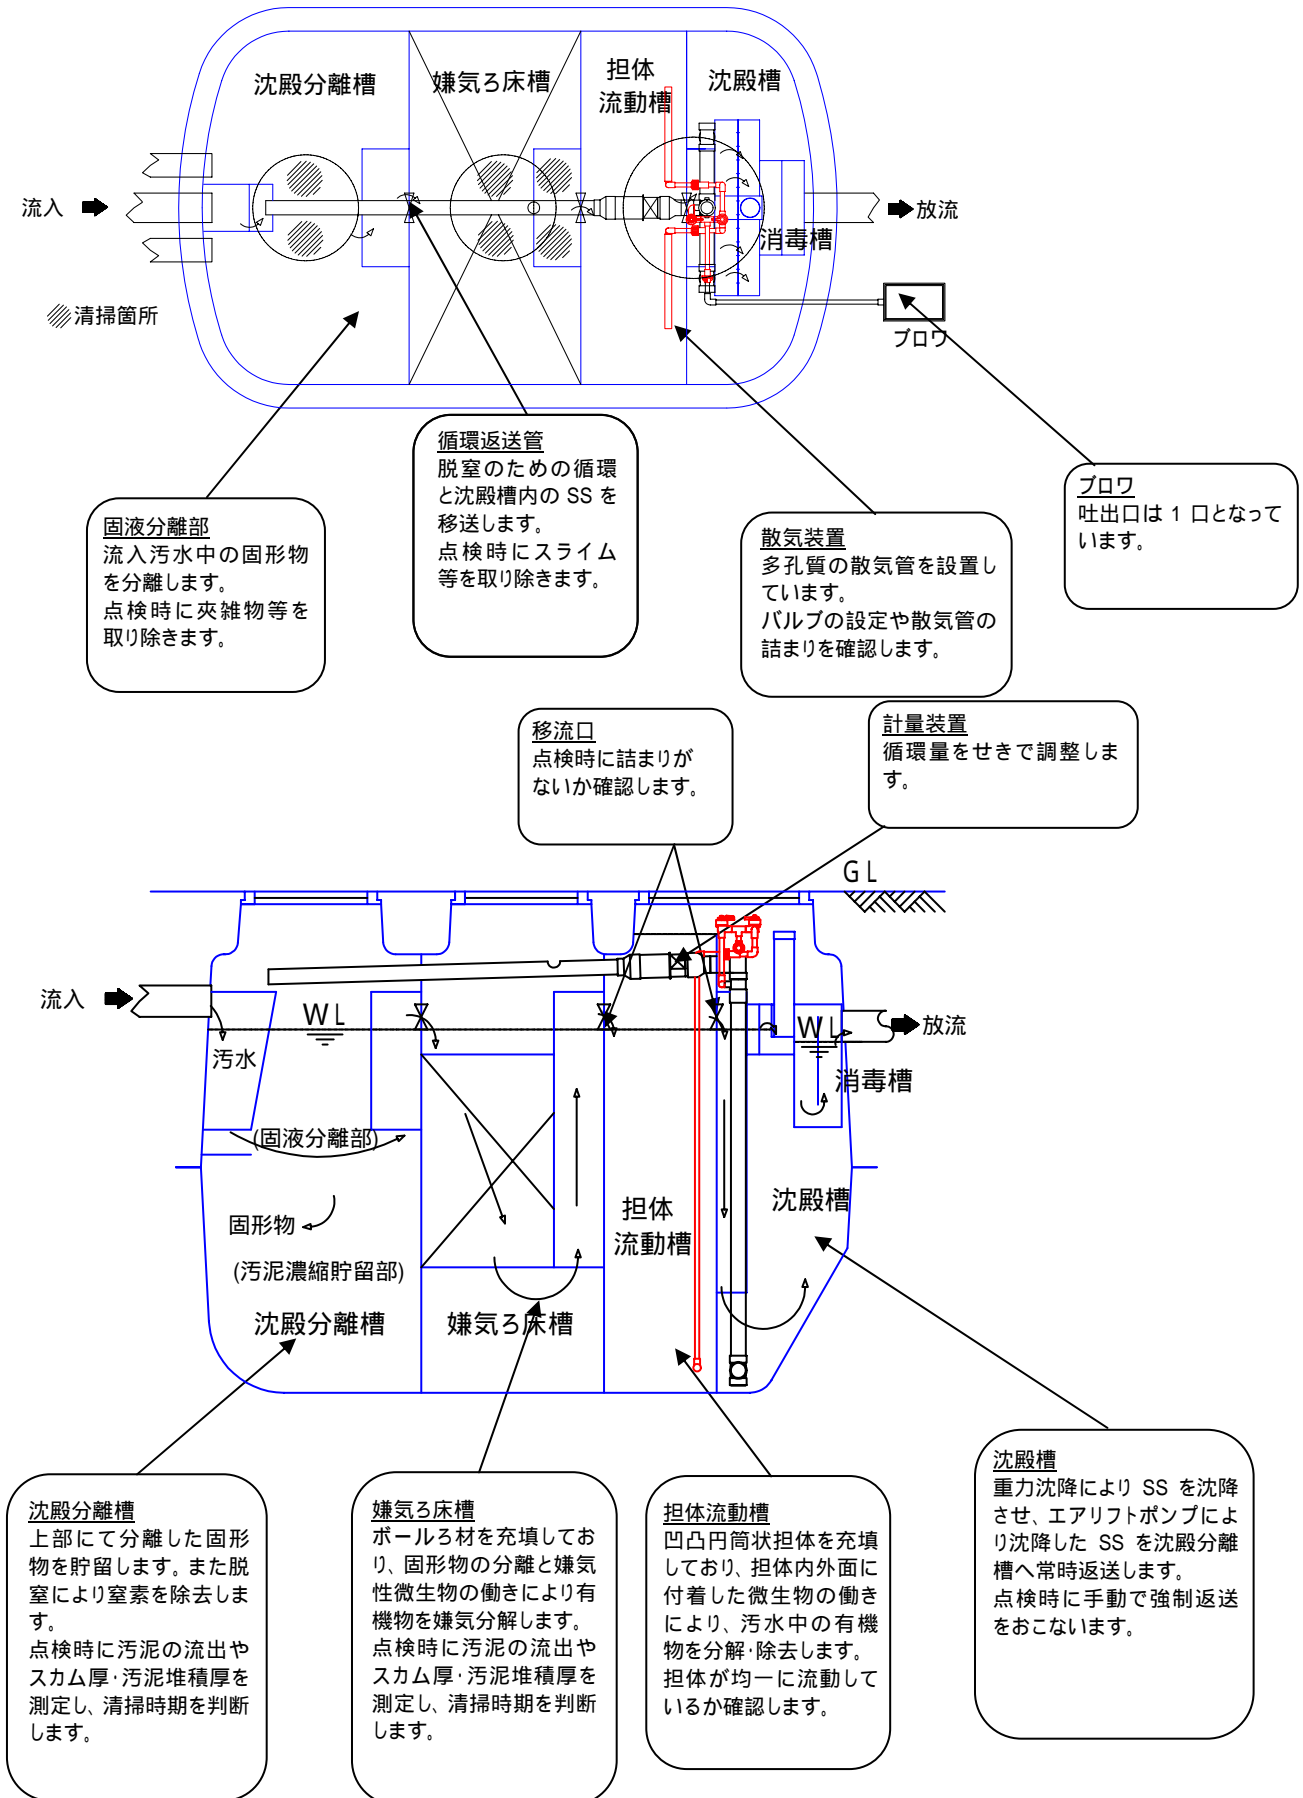 沈殿分離槽
嫌気ろ床槽
担体
流動槽
沈殿槽
流入
放流
消毒槽
清掃箇所
ブロワ
循環返送管
脱窒のための循環
と沈殿槽内の SS を
移送します。
点検時にスライム
等を取り除きます。
固液分離部
流入汚水中の固形物
を分離します。
点検時に夾雑物等を
取り除きます。
散気装置
多孔質の散気管を設置し
ています。
バルブの設定や散気管の
詰まりを確認します。
ブロワ
吐出口は 1 口となって
います。
移流口
点検時に詰まりが
ないか確認します。
計量装置
循環量をせきで調整しま
す。
GL
流入
WL
汚水
WL
放流
消毒槽
(固液分離部)
固形物
(汚泥濃縮貯留部)
沈殿分離槽
嫌気ろ床槽
担体
流動槽
沈殿槽
沈殿分離槽
上部にて分離した固形
物を貯留します。また脱
窒により窒素を除去しま
す。
点検時に汚泥の流出や
スカム厚・汚泥堆積厚を
測定し、清掃時期を判断
します。
嫌気ろ床槽
ボールろ材を充填してお
り、固形物の分離と嫌気
性微生物の働きにより有
機物を嫌気分解します。
点検時に汚泥の流出や
スカム厚・汚泥堆積厚を
測定し、清掃時期を判断
します。
担体流動槽
凹凸円筒状担体を充填
しており、担体内外面に
付着した微生物の働き
により、汚水中の有機
物を分解・除去します。
担体が均一に流動して
いるか確認します。
沈殿槽
重力沈降により SS を沈降
させ、エアリフトポンプによ
り沈降した SS を沈殿分離
槽へ常時返送します。
点検時に手動で強制返送
をおこないます。